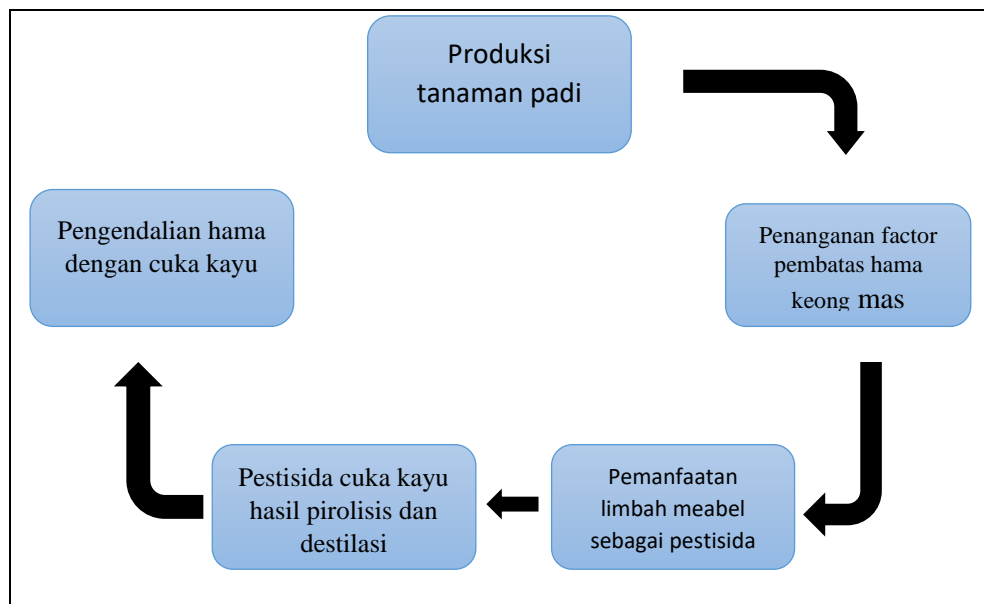 Produksi
tanaman padi
Penanganan factor
pembatas hama
keong mas
Pemanfaatan
limbah meabel
sebagai pestisida
Pestisida cuka kayu
hasil pirolisis dan
destilasi
Pengendalian hama
dengan cuka kayu